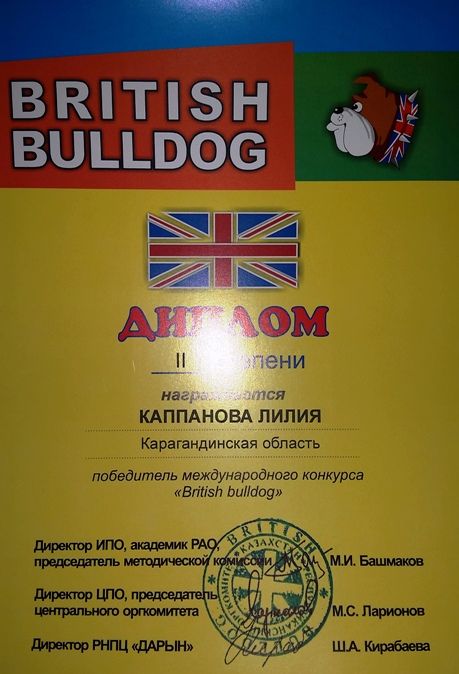 BRITISH
BULLDOG
ДИПЛОМ
II степени
награждается
КАППАНОВА ЛИЛИЯ
Карагандинская область
победитель международного конкурса
«British bulldog»
Директор ИПО, академик РАО,
председатель методической комиссии М.И. Башмаков
Директор ЦПО, председатель
центрального оргкомитета М.С. Ларионов
Директор РНПЦ «ДАРЫН» Ш.А. Кирабаева
BRITISH